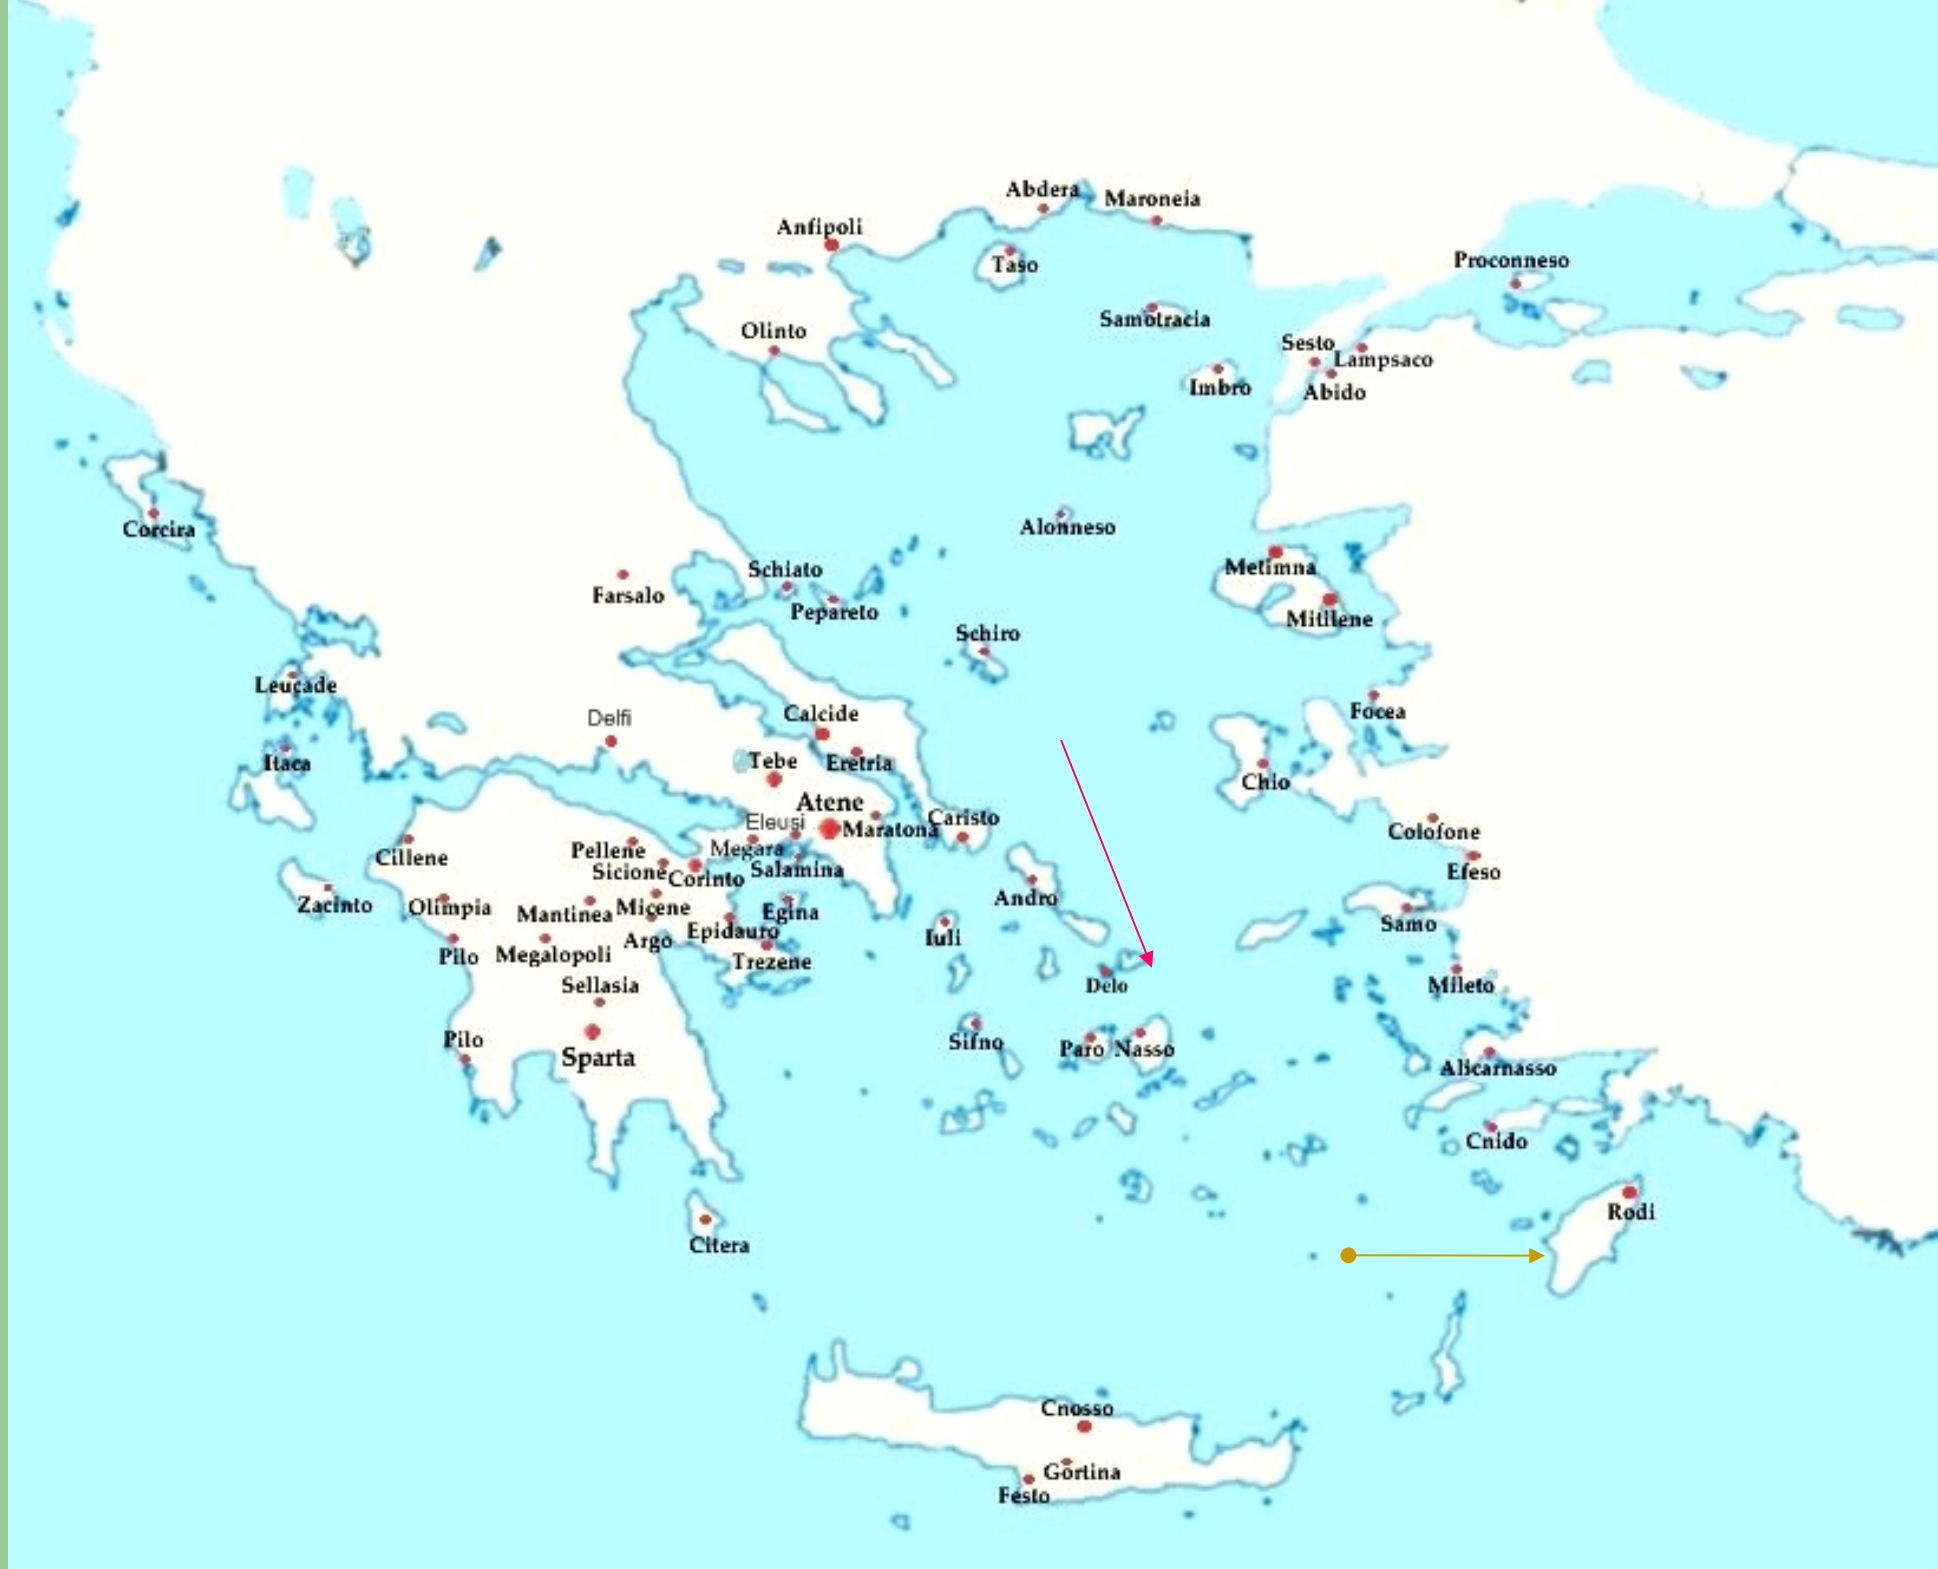 Abdera
Maroneia
Anfipoli
Taso
Proconneso
Samotracia
Olinto
Sesto
Lampsaco
Imbro
Abido
Corcira
Alonneso
Metimna
Schiato
Farsalo
Pepareto
Mitilene
Schiro
Leucade
Focea
Delfi
Calcide
Itaca
Tebe
Eretria
Chio
Atene
Eleusi
Maratona
Caristo
Colofone
Megara
Pellene
Cillene
Salamina
Sicione
Corinto
Efeso
Andro
Zacinto
Olimpia
Mantinea
Micene
Egina
Samo
Epidauro
Iuli
Argo
Pilo
Megalopoli
Trezene
Sellasia
Delo
Mileto
Pilo
Sifno
Paro
Nasso
Sparta
Alicarnasso
Cnido
Rodi
Citera
Cnosso
Gortina
Festo